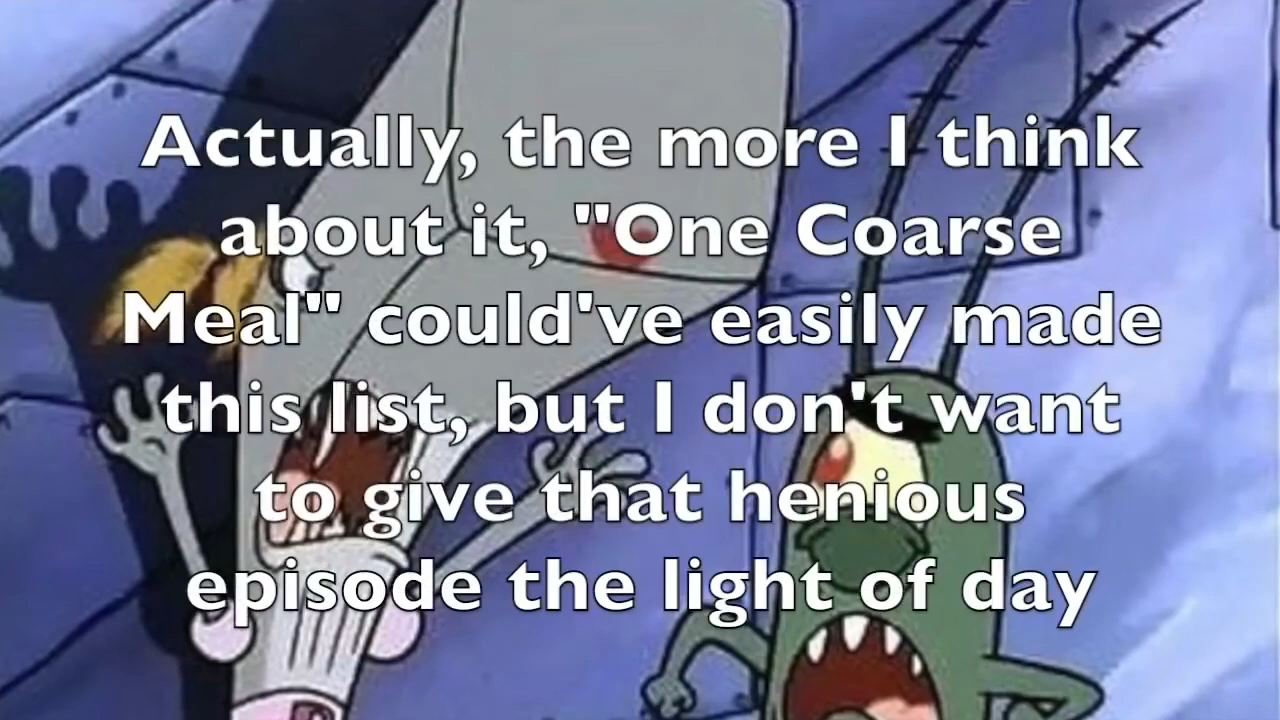 Actually, the more I think
about it, "One Coarse
Meal" could've easily made
this list, but I don't want
to give that henious
episode the light of day